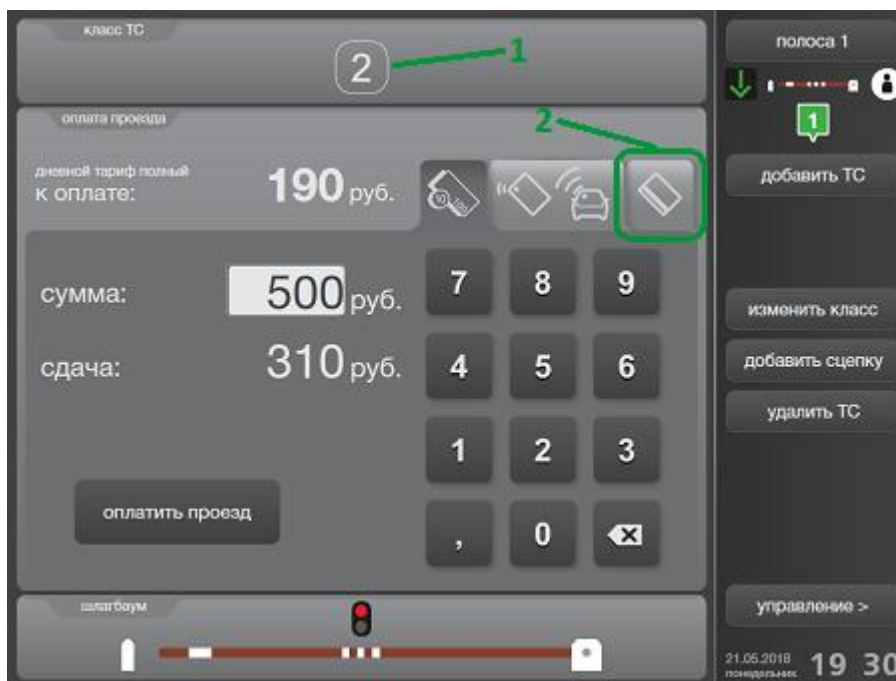 класс ТС
2
1
полоса 1
1
оплата проезда
2
дневной тариф полный
к оплате:
190 руб.
10 100
добавить ТС
сумма:
500 руб.
7 8 9
изменить класс
сдача:
310 руб.
4 5 6
добавить сцепку
удалить ТС
1 2 3
оплатить проезд
, 0
шлагбаум
управление >
21.05.2018
понедельник
19 30